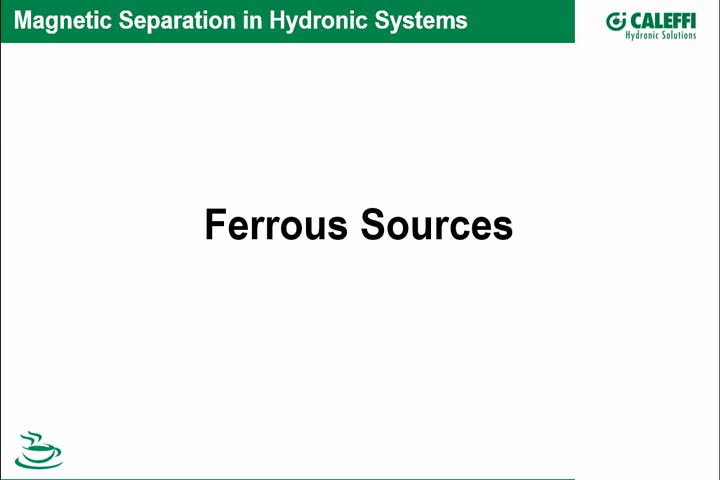 Magnetic Separation in Hydronic Systems
CALEFFI
Hydronic Solutions
Ferrous Sources